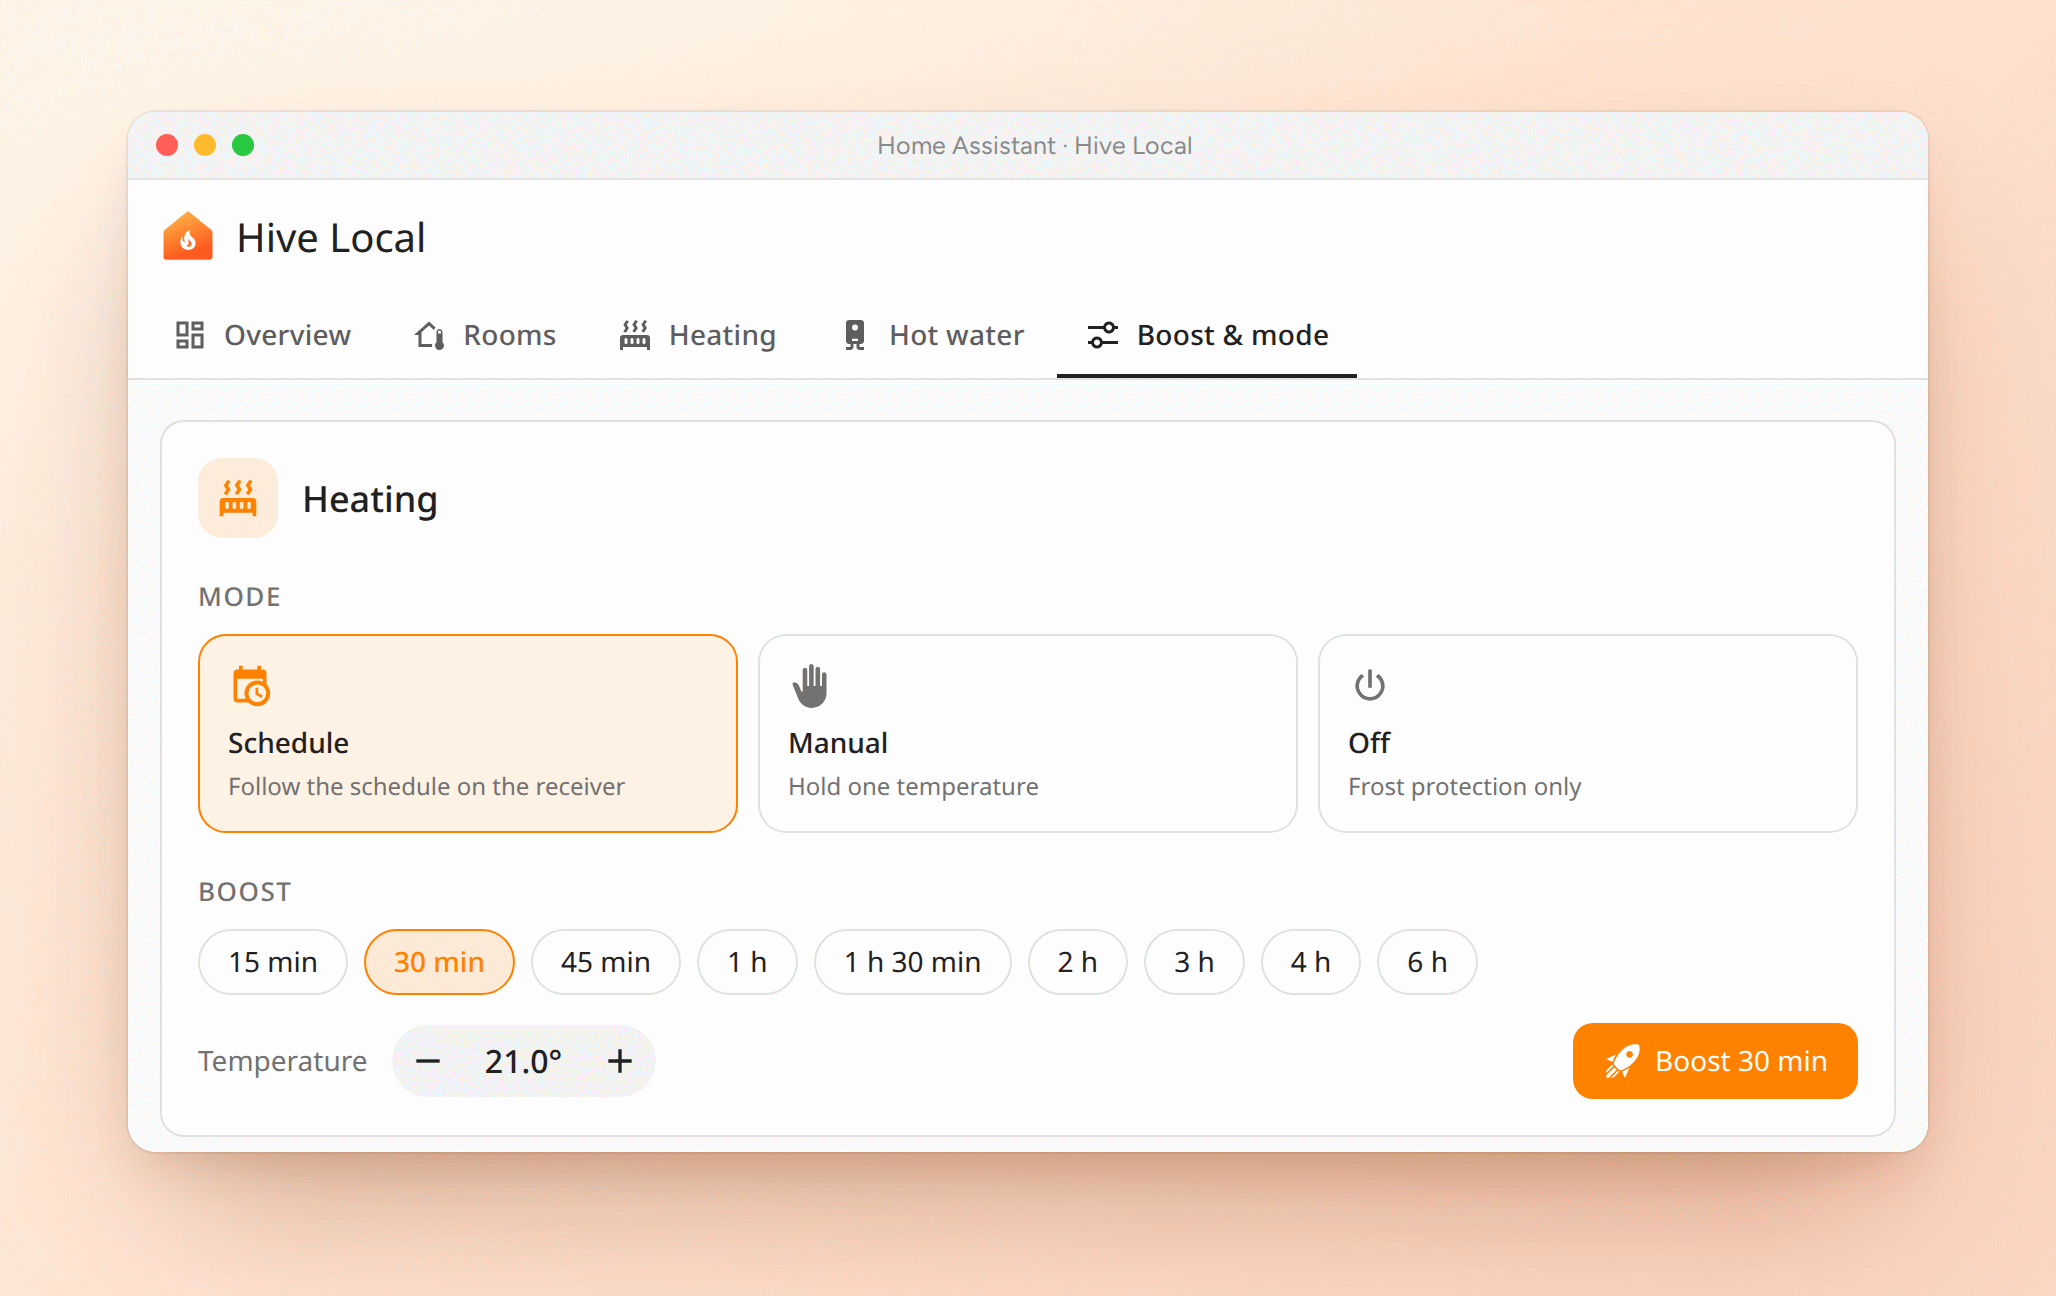 Home Assistant · Hive Local
Hive Local
Overview
Rooms
Heating
Hot water
Boost & mode
Heating
MODE
Schedule
Follow the schedule on the receiver
Manual
Hold one temperature
Off
Frost protection only
BOOST
15 min
30 min
45 min
1 h
1 h 30 min
2 h
3 h
4 h
6 h
Temperature
− 21.0° +
Boost 30 min